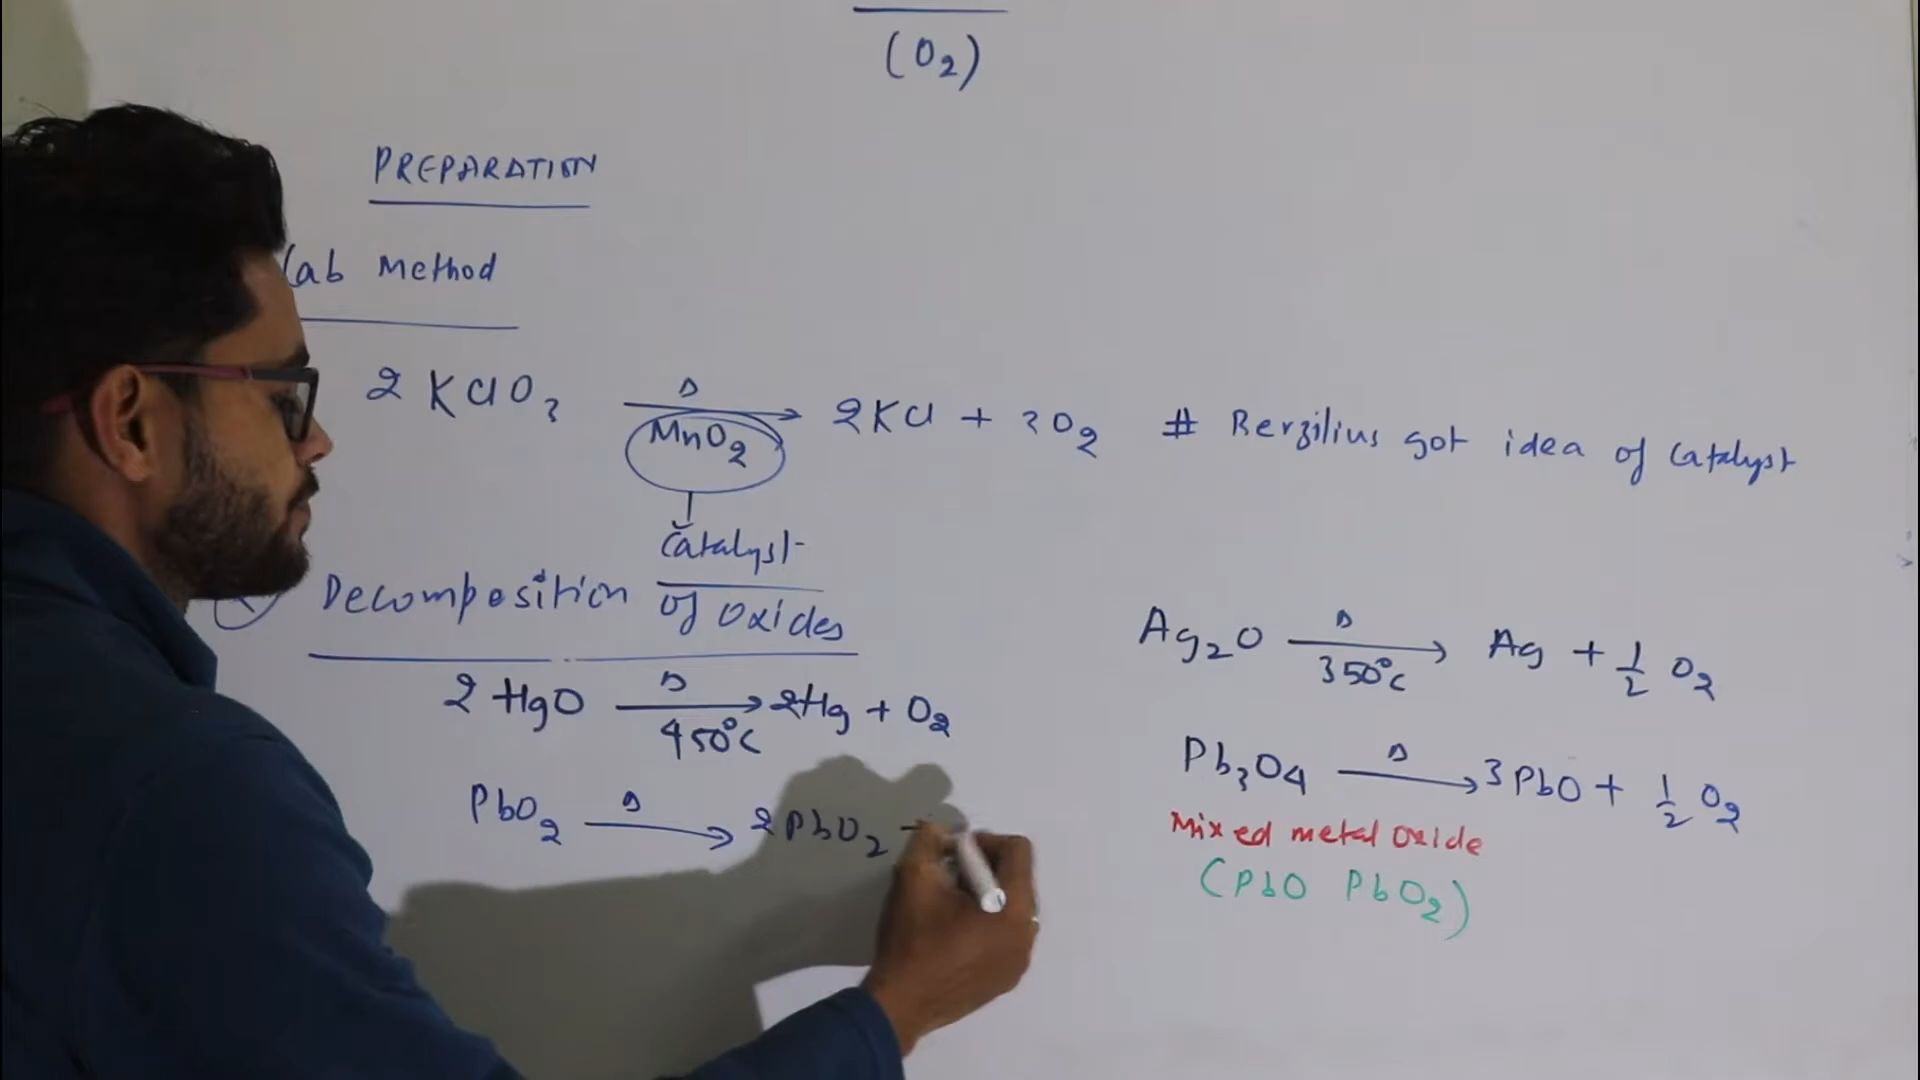 (O₂)
PREPARATION
Lab Method
2 KClO₃ Δ → MnO₂ 2KCl + 3O₂ # Berzilius got idea of Catalyst
Catalyst
Decomposition of Oxides
2 HgO Δ → 450°C 2Hg + O₂
PbO₂ Δ → 2PbO₂ +
Ag₂O Δ → 350°C Ag + 1/2 O₂
Pb₃O₄ Δ → 3PbO + 1/2 O₂
Mixed metal Oxide
(PbO PbO₂)